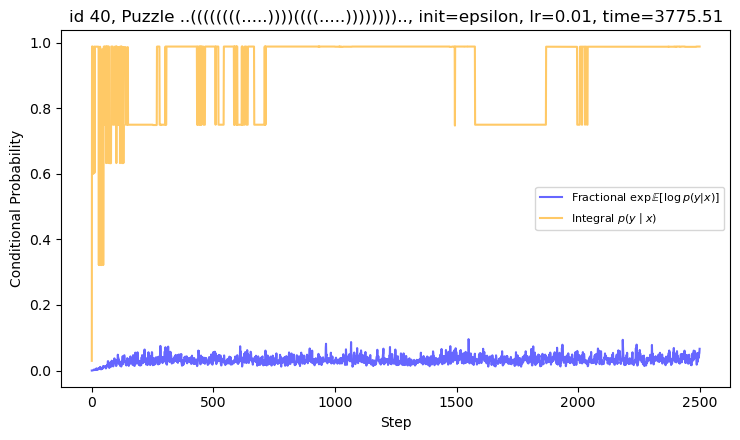 id 40, Puzzle ..((((((((.....))))((((.....)))))))).., init=epsilon, lr=0.01, time=3775.51
1.0
0.8
0.6
0.4
0.2
0.0
Conditional Probability
Fractional exp𝔼[log p(y|x)]
Integral p(y | x)
0 500 1000 1500 2000 2500
Step